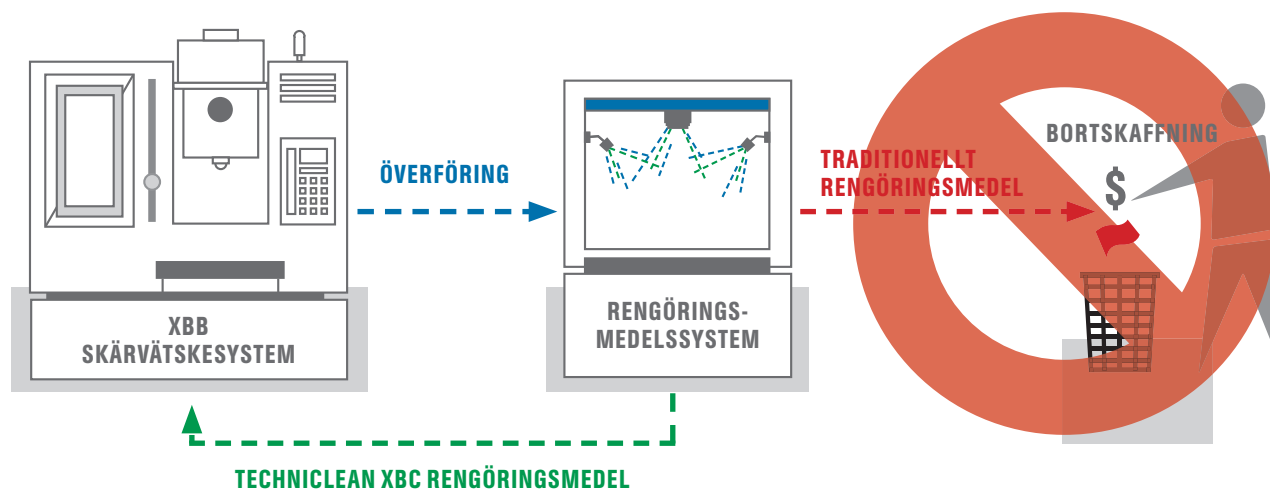 ÖVERFÖRING
TRADITIONELLT
RENGÖRINGSMEDEL
BORTSKAFFNING
$
XBB
SKÄRVÄTSKESYSTEM
RENGÖRINGS-
MEDELSSYSTEM
TECHNICLEAN XBC RENGÖRINGSMEDEL